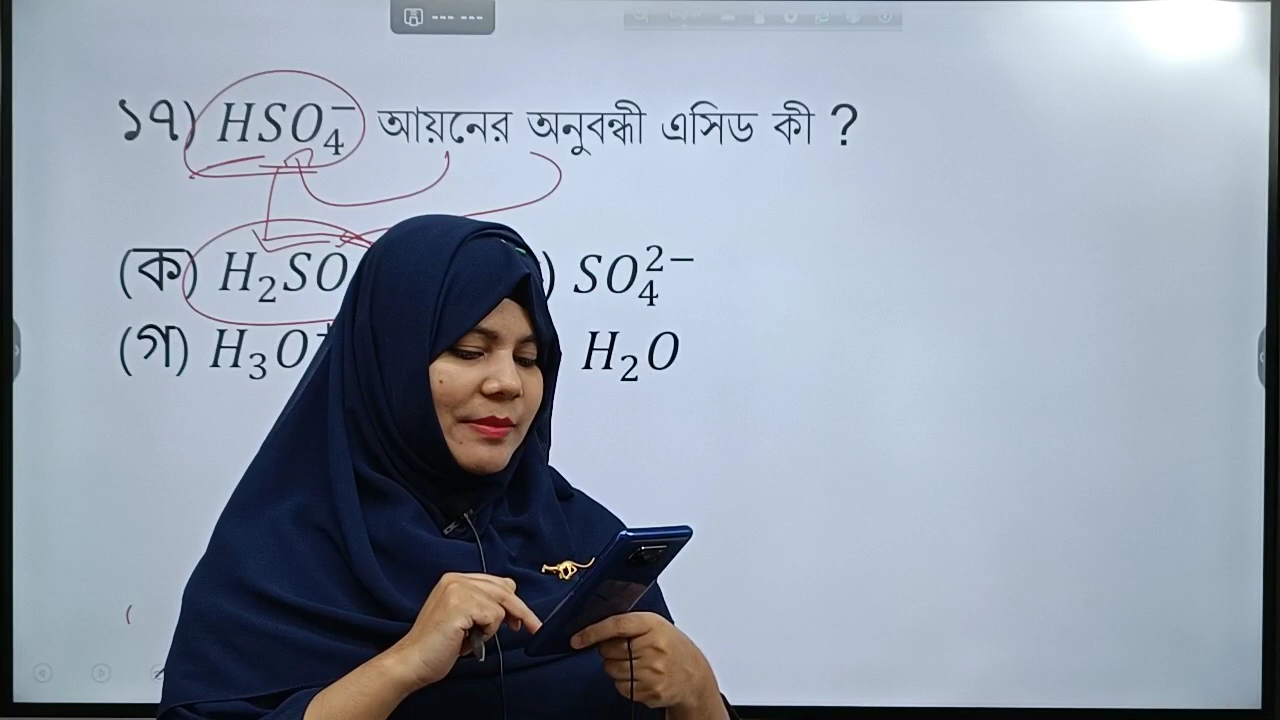 ১৭) HSO₄⁻ আয়নের অনুবন্ধী এসিড কী ?
(ক) H₂SO ) SO₄²⁻
(গ) H₃O⁺ H₂O